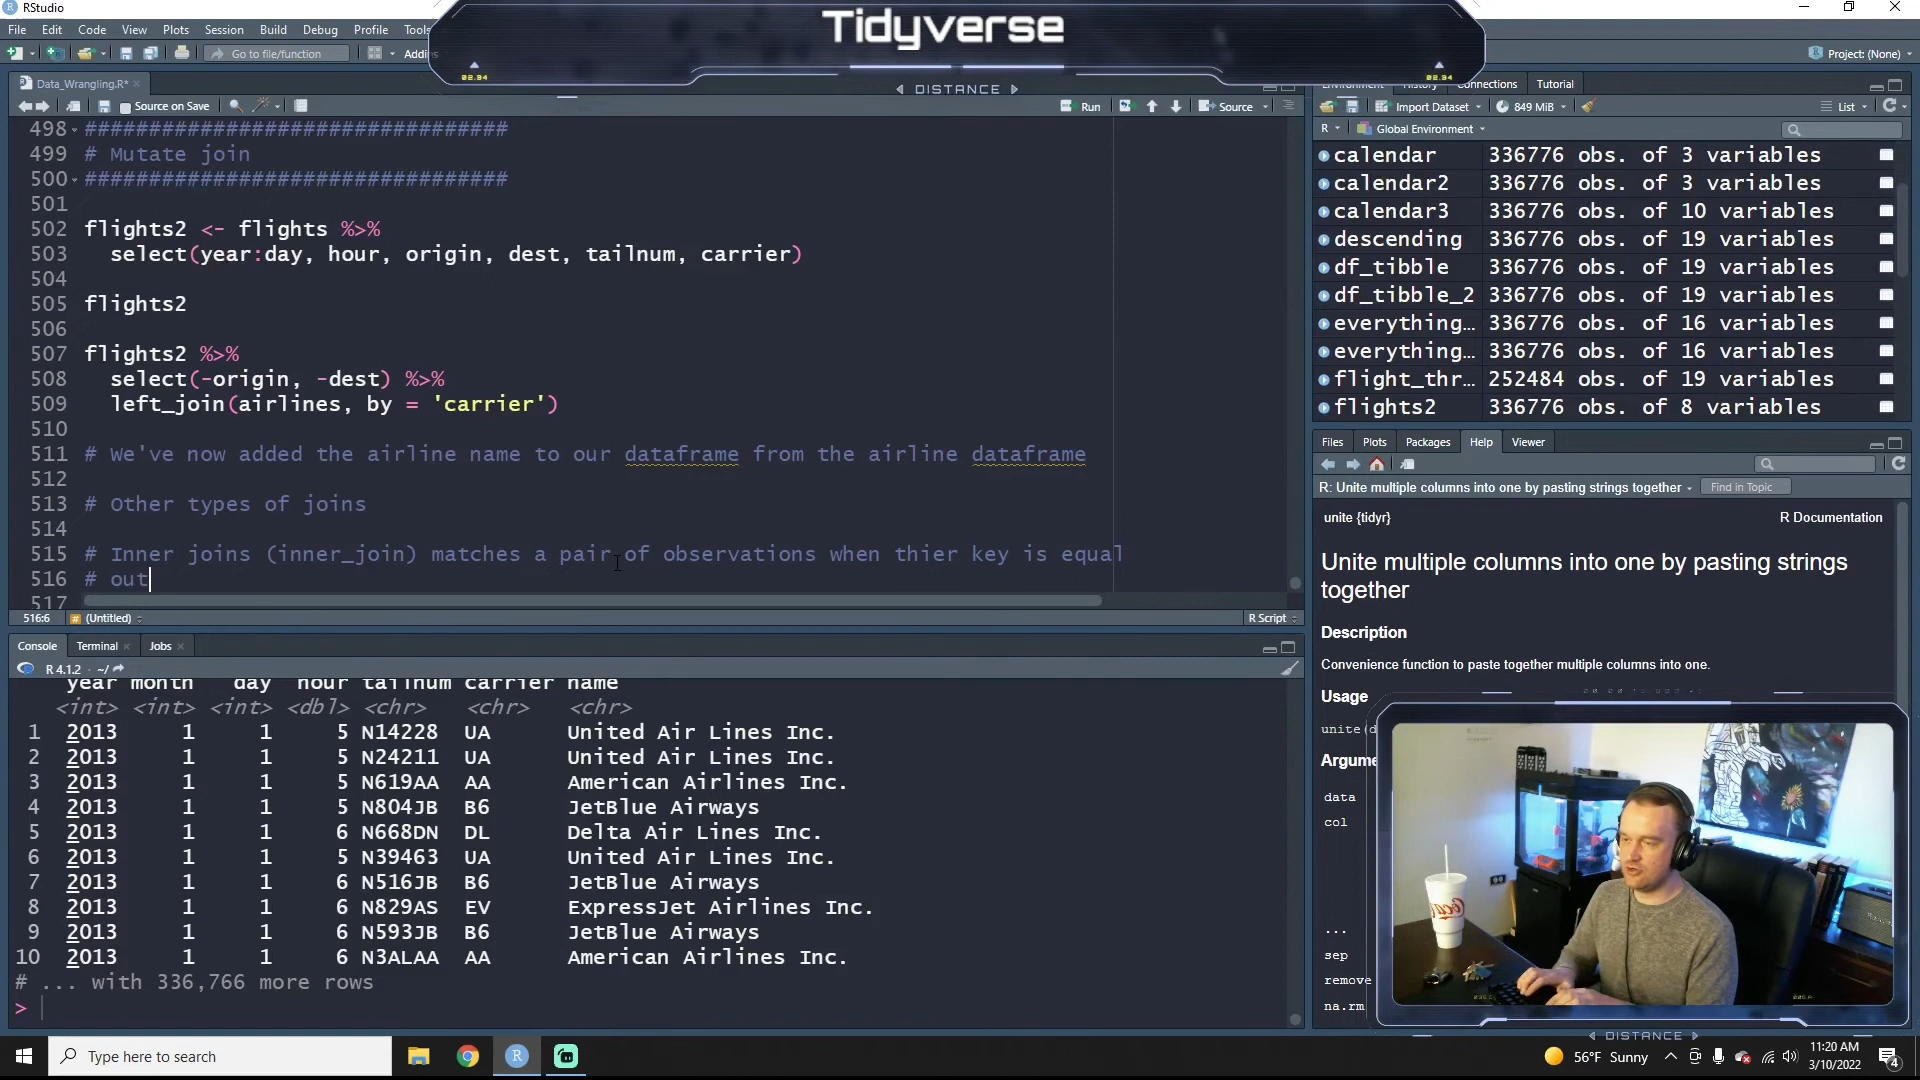 RStudio
Tidyverse
File Edit Code View Plots Session Build Debug Profile Tools
Go to file/function
Addins
Project: (None)
02.94
02.94
DISTANCE
Data_Wrangling.R*
Environment History Connections Tutorial
Source on Save
Run
Source
Import Dataset
849 MiB
List
R
Global Environment
498 #################################
499 # Mutate join
500 #################################
501
502 flights2 <- flights %>%
503 select(year:day, hour, origin, dest, tailnum, carrier)
504
505 flights2
506
507 flights2 %>%
508 select(-origin, -dest) %>%
509 left_join(airlines, by = 'carrier')
510
511 # We've now added the airline name to our dataframe from the airline dataframe
512
513 # Other types of joins
514
515 # Inner joins (inner_join) matches a pair of observations when thier key is equal
516 # out
517
516:6 # (Untitled)
R Script
calendar 336776 obs. of 3 variables
calendar2 336776 obs. of 3 variables
calendar3 336776 obs. of 10 variables
descending 336776 obs. of 19 variables
df_tibble 336776 obs. of 19 variables
df_tibble_2 336776 obs. of 19 variables
everything… 336776 obs. of 16 variables
everything… 336776 obs. of 16 variables
flight_thr… 252484 obs. of 19 variables
flights2 336776 obs. of 8 variables
Files Plots Packages Help Viewer
R: Unite multiple columns into one by pasting strings together
Find in Topic
unite {tidyr}
R Documentation
Unite multiple columns into one by pasting strings
together
Description
Convenience function to paste together multiple columns into one.
Usage
unite(d
Argume
data
col
...
sep
remove
na.rm
Console Terminal Jobs
R 4.1.2 · ~/
year month day hour tailnum carrier name
<int> <int> <int> <dbl> <chr> <chr> <chr>
1 2013 1 1 5 N14228 UA United Air Lines Inc.
2 2013 1 1 5 N24211 UA United Air Lines Inc.
3 2013 1 1 5 N619AA AA American Airlines Inc.
4 2013 1 1 5 N804JB B6 JetBlue Airways
5 2013 1 1 6 N668DN DL Delta Air Lines Inc.
6 2013 1 1 5 N39463 UA United Air Lines Inc.
7 2013 1 1 6 N516JB B6 JetBlue Airways
8 2013 1 1 6 N829AS EV ExpressJet Airlines Inc.
9 2013 1 1 6 N593JB B6 JetBlue Airways
10 2013 1 1 6 N3ALAA AA American Airlines Inc.
# ... with 336,766 more rows
>
DISTANCE
Type here to search
56°F Sunny
11:20 AM
3/10/2022
4